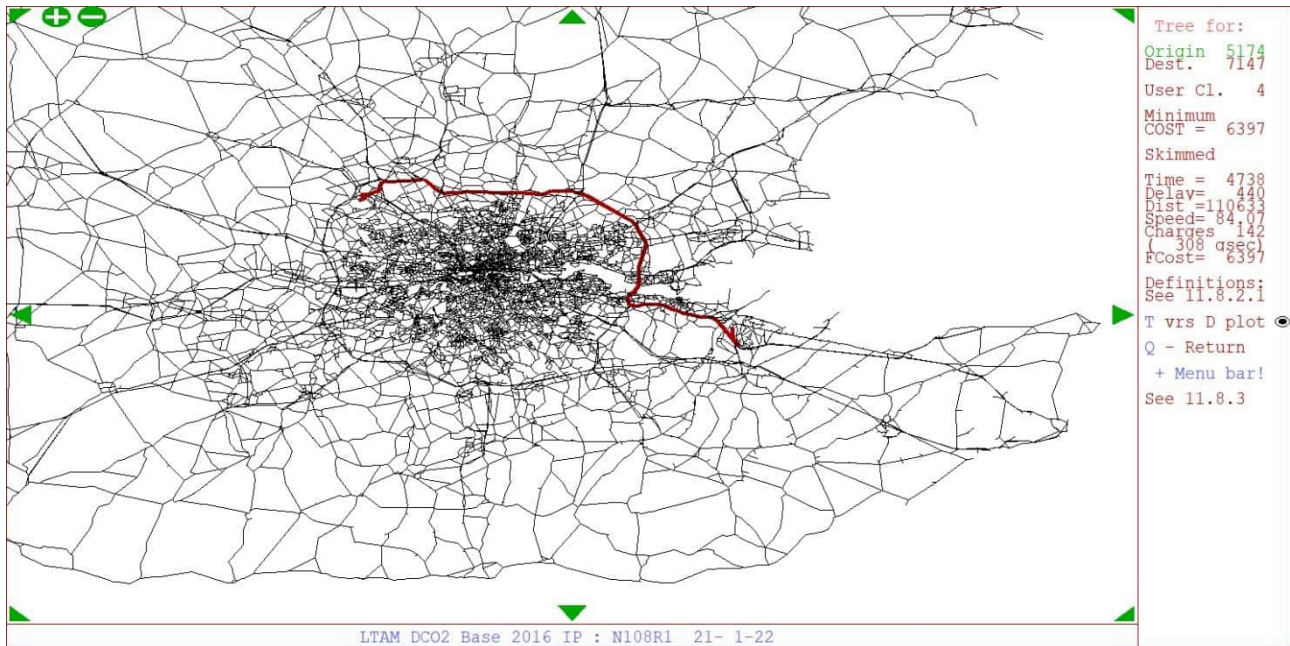 Tree for:
Origin 5174
Dest. 7147
User Cl. 4
Minimum
COST = 6397
Skimmed
Time = 4738
Delay= 440
Dist =110633
Speed= 84.07
Charges 142
( 308 gsec)
FCost= 6397
Definitions:
See 11.8.2.1
T vrs D plot
Q - Return
+ Menu bar!
See 11.8.3
LTAM DCO2 Base 2016 IP : N108R1 21- 1-22